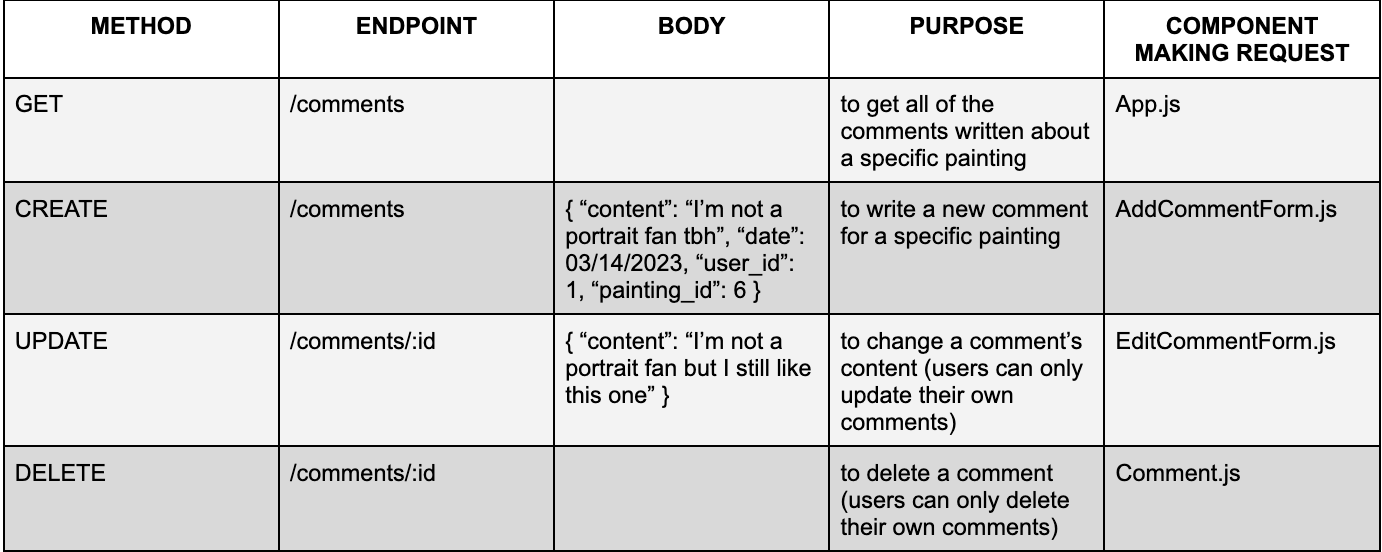 METHOD
ENDPOINT
BODY
PURPOSE
COMPONENT
MAKING REQUEST
GET
/comments
to get all of the
comments written about
a specific painting
App.js
CREATE
/comments
{ “content”: “I’m not a
portrait fan tbh”, “date”:
03/14/2023, “user_id”:
1, “painting_id”: 6 }
to write a new comment
for a specific painting
AddCommentForm.js
UPDATE
/comments/:id
{ “content”: “I’m not a
portrait fan but I still like
this one” }
to change a comment’s
content (users can only
update their own
comments)
EditCommentForm.js
DELETE
/comments/:id
to delete a comment
(users can only delete
their own comments)
Comment.js